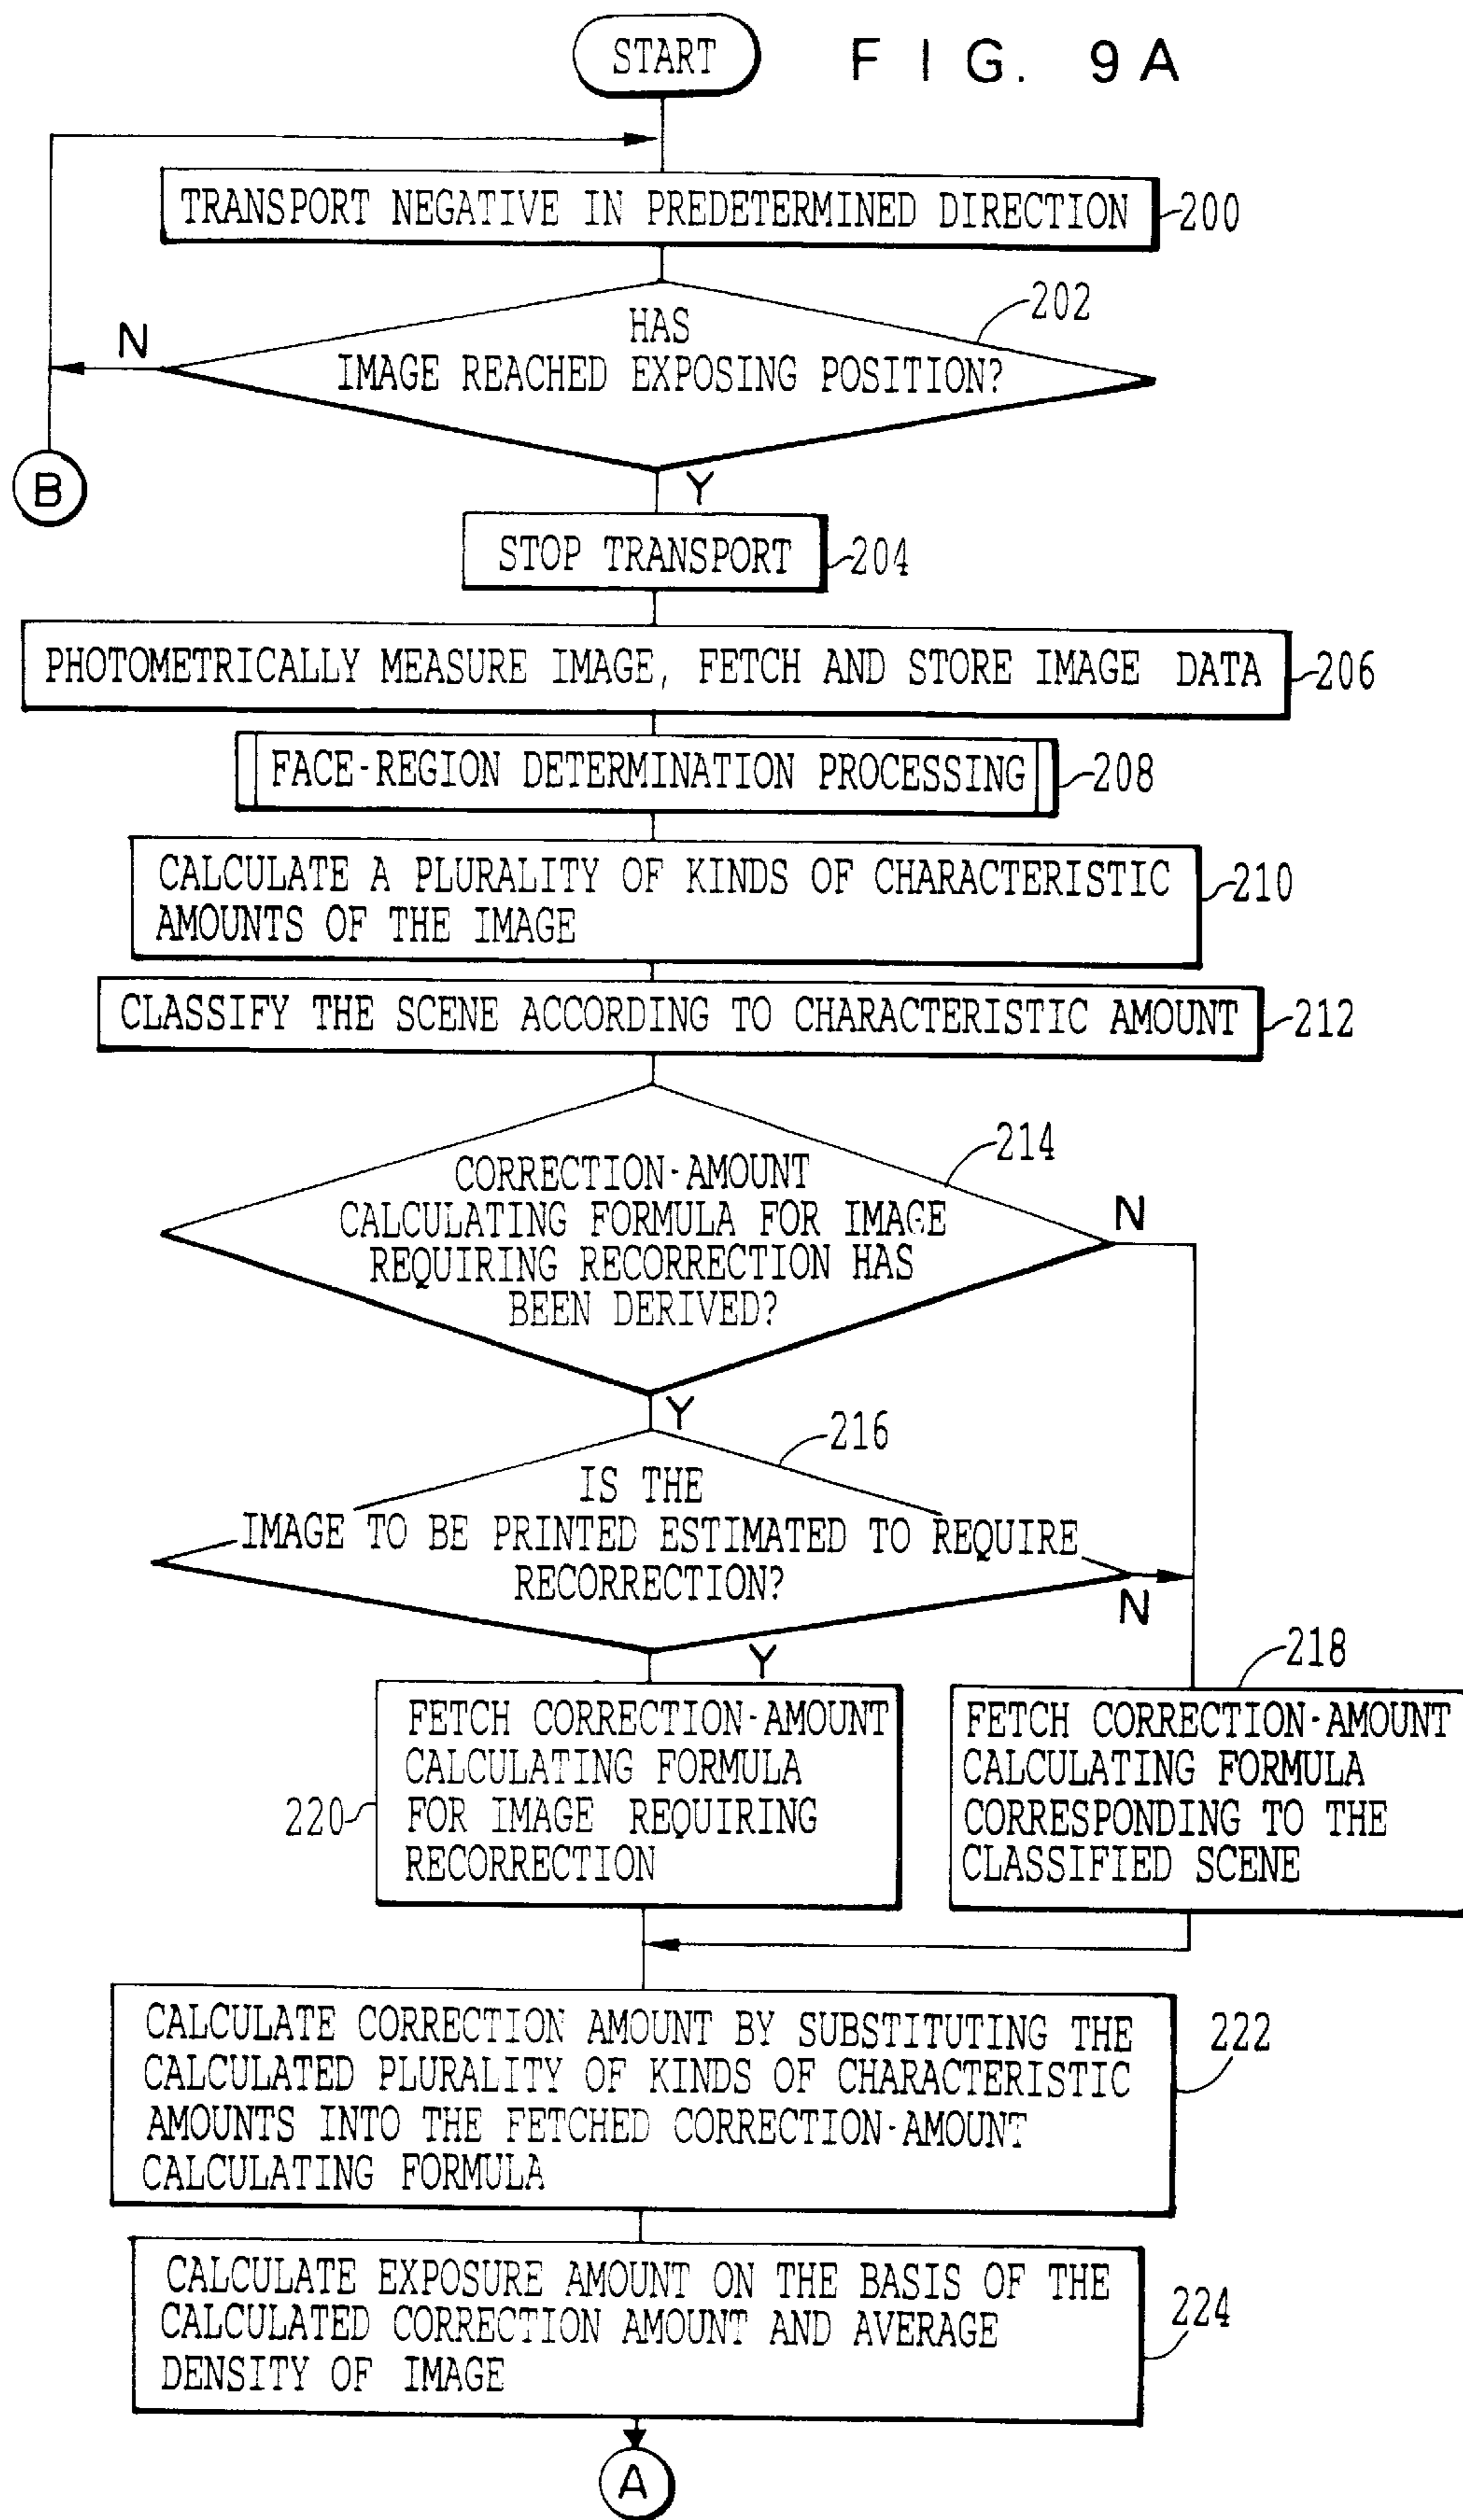 START
F I G. 9A
TRANSPORT NEGATIVE IN PREDETERMINED DIRECTION
200
202
HAS
IMAGE REACHED EXPOSING POSITION?
N
B
Y
STOP TRANSPORT
204
PHOTOMETRICALLY MEASURE IMAGE, FETCH AND STORE IMAGE DATA
206
FACE-REGION DETERMINATION PROCESSING
208
CALCULATE A PLURALITY OF KINDS OF CHARACTERISTIC
AMOUNTS OF THE IMAGE
210
CLASSIFY THE SCENE ACCORDING TO CHARACTERISTIC AMOUNT
212
214
CORRECTION-AMOUNT
CALCULATING FORMULA FOR IMAGE
REQUIRING RECORRECTION HAS
BEEN DERIVED?
N
Y
216
IS THE
IMAGE TO BE PRINTED ESTIMATED TO REQUIRE
RECORRECTION?
N
Y
218
FETCH CORRECTION-AMOUNT
CALCULATING FORMULA
FOR IMAGE REQUIRING
RECORRECTION
220
FETCH CORRECTION-AMOUNT
CALCULATING FORMULA
CORRESPONDING TO THE
CLASSIFIED SCENE
CALCULATE CORRECTION AMOUNT BY SUBSTITUTING THE
CALCULATED PLURALITY OF KINDS OF CHARACTERISTIC
AMOUNTS INTO THE FETCHED CORRECTION-AMOUNT
CALCULATING FORMULA
222
CALCULATE EXPOSURE AMOUNT ON THE BASIS OF THE
CALCULATED CORRECTION AMOUNT AND AVERAGE
DENSITY OF IMAGE
224
A